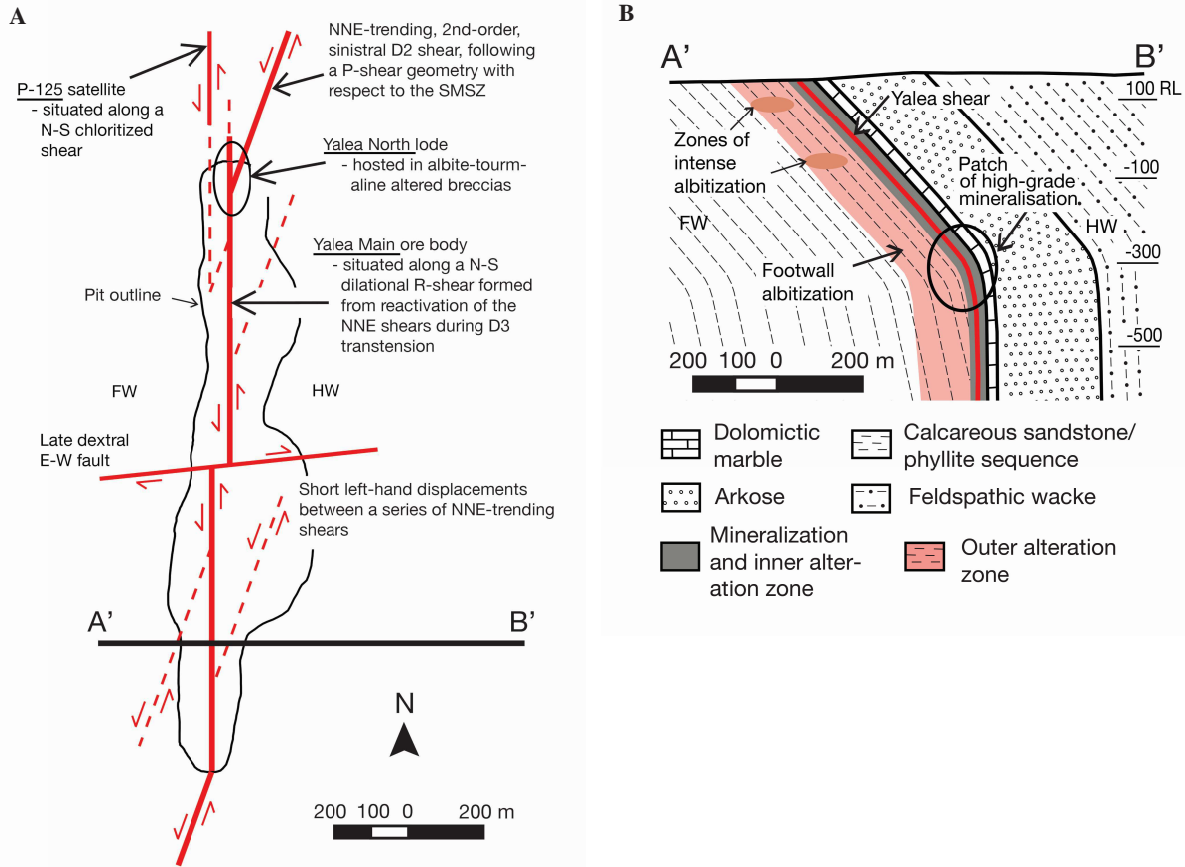 A
NNE-trending, 2nd-order,
sinistral D2 shear, following
a P-shear geometry with
respect to the SMSZ
P-125 satellite
- situated along a
N-S chloritized
shear
Yalea North lode
- hosted in albite-tourm-
aline altered breccias
Yalea Main ore body
- situated along a N-S
dilational R-shear formed
from reactivation of the
NNE shears during D3
transtension
Pit outline
FW
HW
Late dextral
E-W fault
Short left-hand displacements
between a series of NNE-trending
shears
A’
B’
N
200 100 0 200 m
B
A’
B’
100 RL
Yalea shear
Zones of
intense
albitization
Patch
of high-grade
mineralisation
-100
FW
HW
-300
Footwall
albitization
-500
200 100 0 200 m
Dolomictic
marble
Calcareous sandstone/
phyllite sequence
Arkose
Feldspathic wacke
Mineralization
and inner alter-
ation zone
Outer alteration
zone